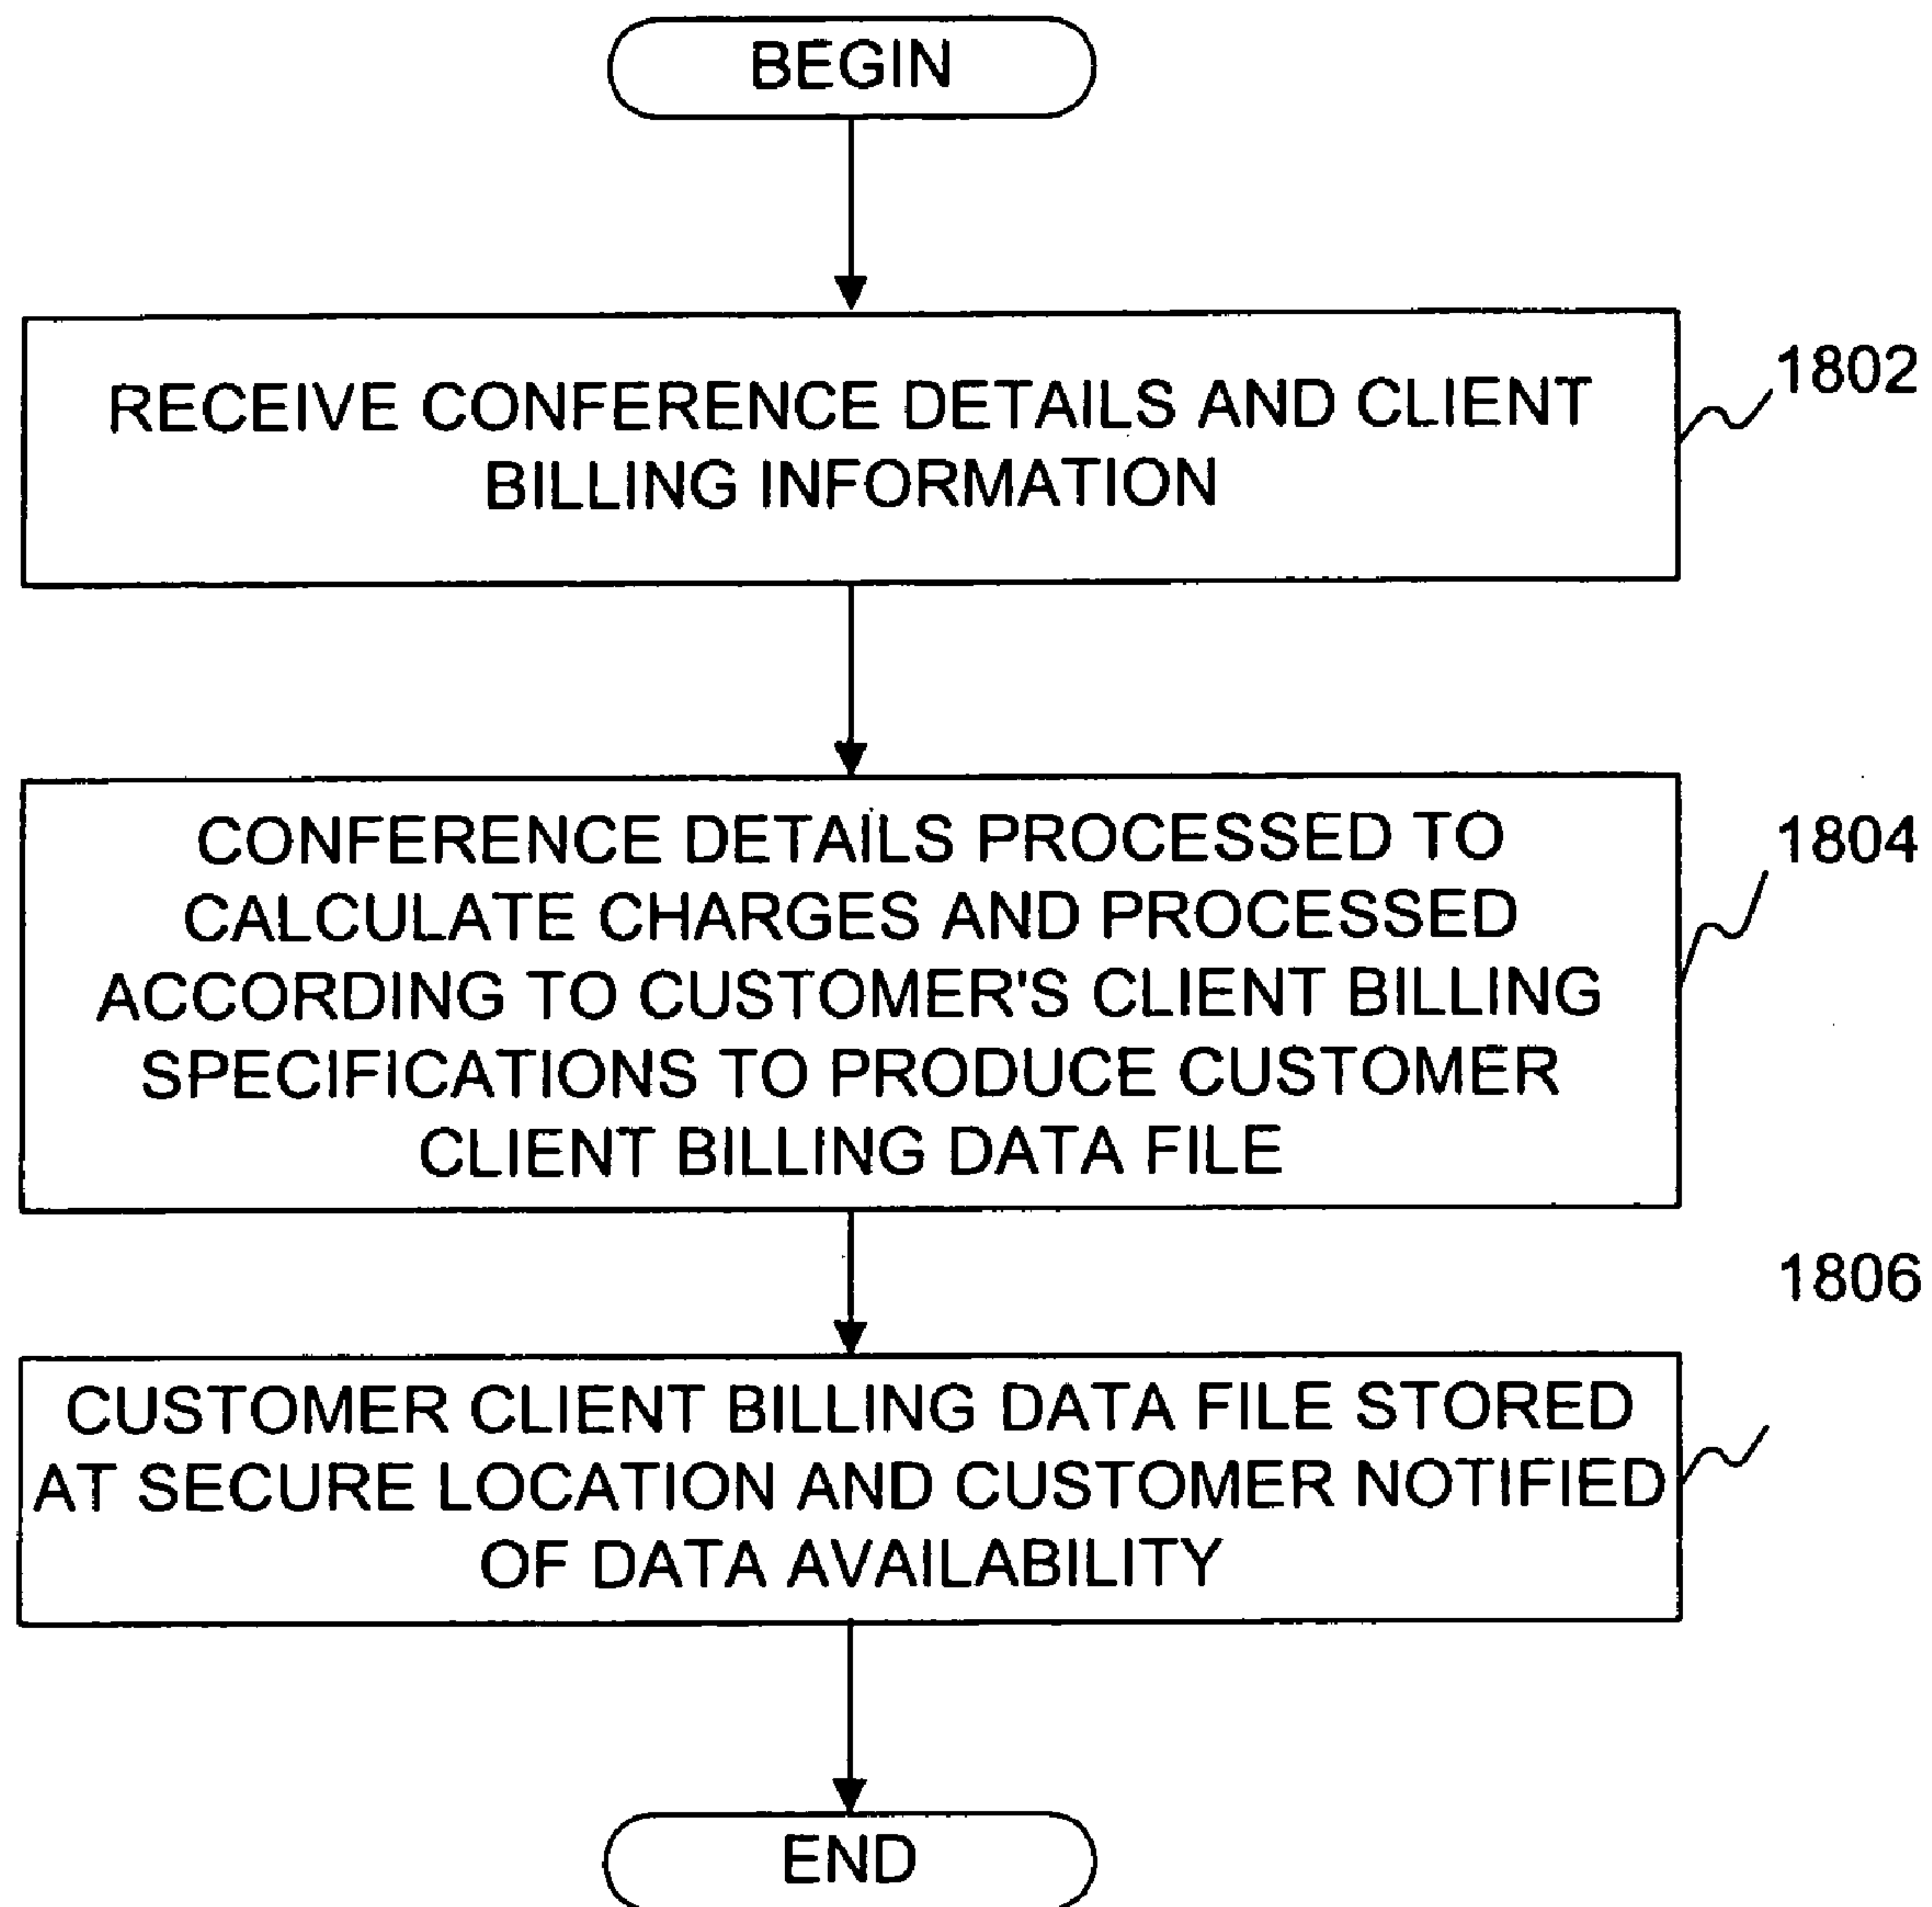 BEGIN
RECEIVE CONFERENCE DETAILS AND CLIENT
BILLING INFORMATION
1802
CONFERENCE DETAILS PROCESSED TO
CALCULATE CHARGES AND PROCESSED
ACCORDING TO CUSTOMER'S CLIENT BILLING
SPECIFICATIONS TO PRODUCE CUSTOMER
CLIENT BILLING DATA FILE
1804
CUSTOMER CLIENT BILLING DATA FILE STORED
AT SECURE LOCATION AND CUSTOMER NOTIFIED
OF DATA AVAILABILITY
1806
END